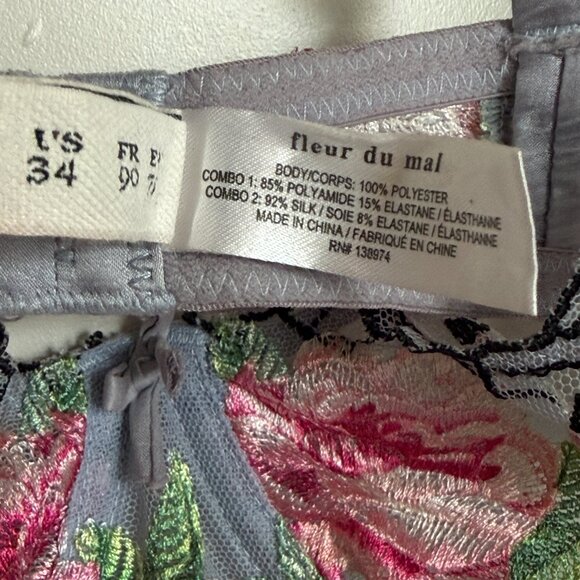 US
34
FR
90
fleur du mal
BODY/CORPS: 100% POLYESTER
COMBO 1: 85% POLYAMIDE 15% ELASTANE / ÉLASTHANNE
COMBO 2: 92% SILK / SOIE 8% ELASTANE / ÉLASTHANNE
MADE IN CHINA / FABRIQUÉ EN CHINE
RN# 138974